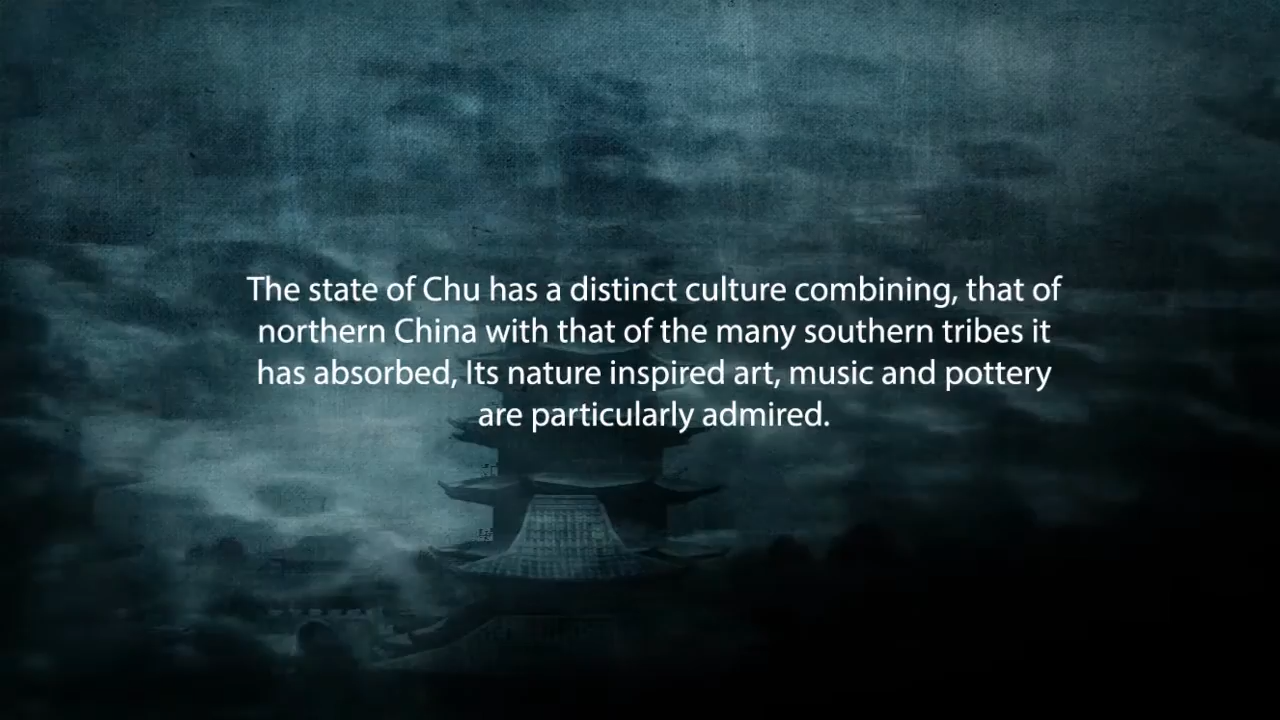 The state of Chu has a distinct culture combining, that of
northern China with that of the many southern tribes it
has absorbed, Its nature inspired art, music and pottery
are particularly admired.